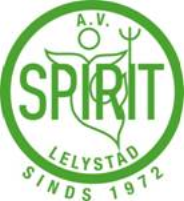 A.V.
SPIRIT
LELYSTAD
SINDS 1972